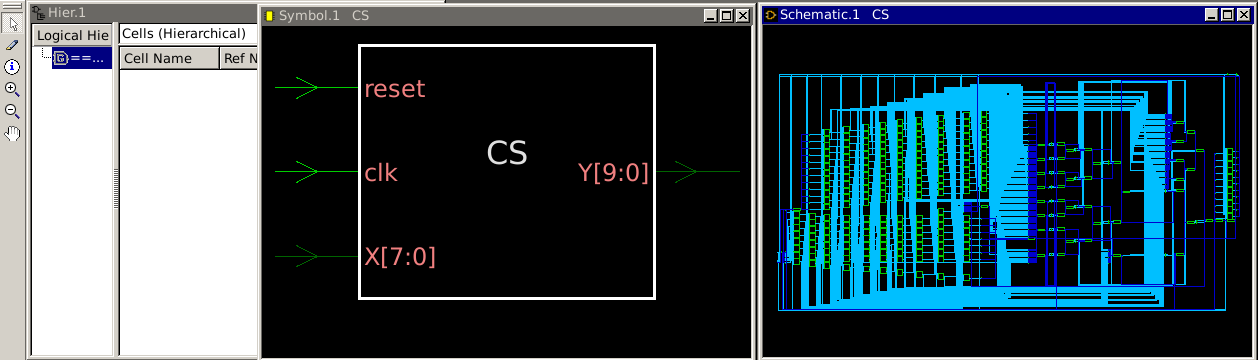 Hier.1
Logical Hie
==...
Cells (Hierarchical)
Cell Name
Ref N
Symbol.1 CS
reset
clk
X[7:0]
CS
Y[9:0]
Schematic.1 CS